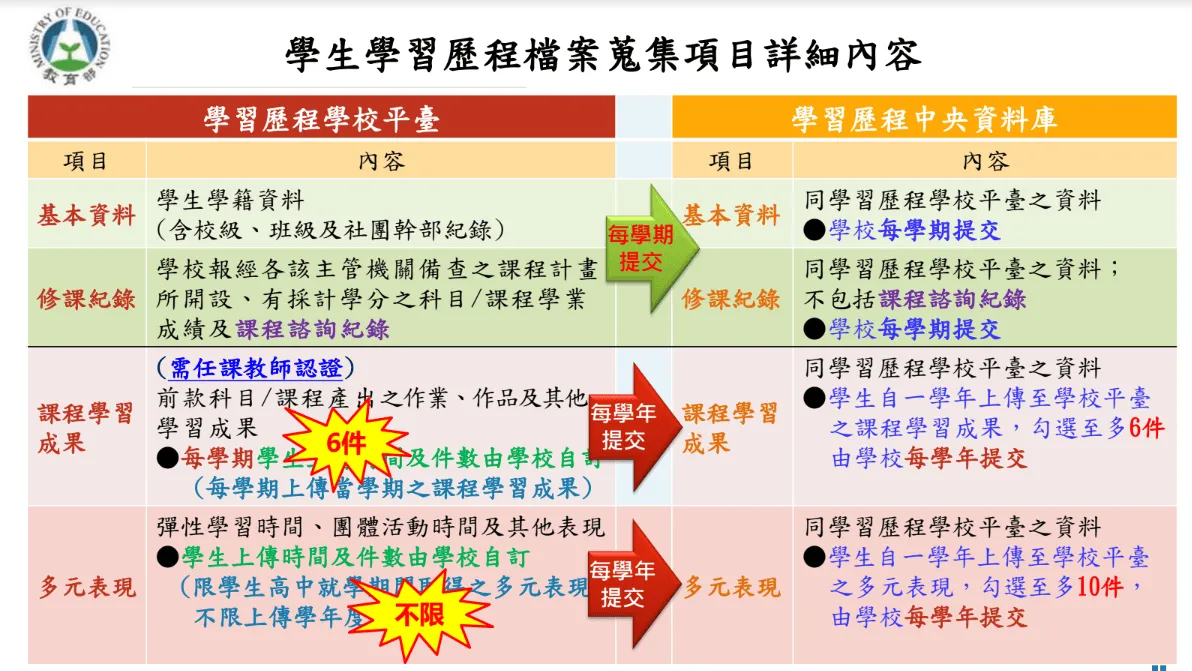 MINISTRY OF EDUCATION
教育部
學生學習歷程檔案蒐集項目詳細內容
學習歷程學校平臺
學習歷程中央資料庫
項目
內容
項目
內容
基本資料
學生學籍資料
(含校級、班級及社團幹部紀錄)
每學期
提交
基本資料
同學習歷程學校平臺之資料
●學校每學期提交
修課紀錄
學校報經各該主管機關備查之課程計畫
所開設、有採計學分之科目/課程學業
成績及課程諮詢紀錄
修課紀錄
同學習歷程學校平臺之資料；
不包括課程諮詢紀錄
●學校每學期提交
課程學習
成果
(需任課教師認證)
前款科目/課程產出之作業、作品及其他
學習成果
●每學期學生 間及件數由學校自訂
(每學期上傳當學期之課程學習成果)
6件
每學年
提交
課程學習
成果
同學習歷程學校平臺之資料
●學生自一學年上傳至學校平臺
之課程學習成果，勾選至多6件
由學校每學年提交
多元表現
彈性學習時間、團體活動時間及其他表現
●學生上傳時間及件數由學校自訂
(限學生高中就學期間取得之多元表現
不限上傳學年度
不限
每學年
提交
多元表現
同學習歷程學校平臺之資料
●學生自一學年上傳至學校平臺
之多元表現，勾選至多10件，
由學校每學年提交